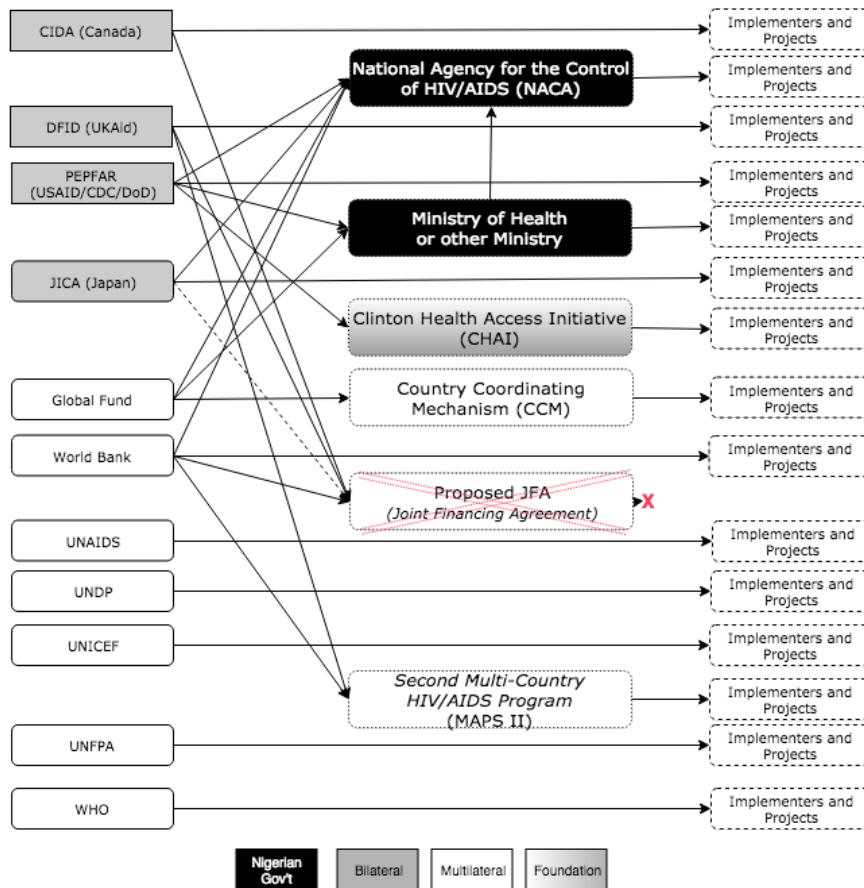 CIDA (Canada)
Implementers and
Projects
National Agency for the Control
of HIV/AIDS (NACA)
Implementers and
Projects
DFID (UKAid)
Implementers and
Projects
PEPFAR
(USAID/CDC/DoD)
Implementers and
Projects
Ministry of Health
or other Ministry
Implementers and
Projects
JICA (Japan)
Implementers and
Projects
Clinton Health Access Initiative
(CHAI)
Implementers and
Projects
Global Fund
Country Coordinating
Mechanism (CCM)
Implementers and
Projects
World Bank
Implementers and
Projects
Proposed JFA
(Joint Financing Agreement)
X
UNAIDS
Implementers and
Projects
UNDP
Implementers and
Projects
UNICEF
Implementers and
Projects
Second Multi-Country
HIV/AIDS Program
(MAPS II)
Implementers and
Projects
UNFPA
Implementers and
Projects
WHO
Implementers and
Projects
Nigerian
Gov't
Bilateral
Multilateral
Foundation